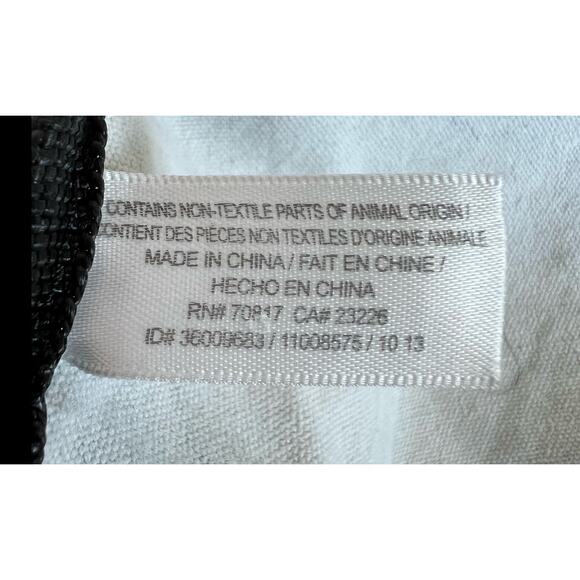 CONTAINS NON-TEXTILE PARTS OF ANIMAL ORIGIN /
CONTIENT DES PIÈCES NON TEXTILES D'ORIGINE ANIMALE
MADE IN CHINA / FAIT EN CHINE /
HECHO EN CHINA
RN# 70817 CA# 23226
ID# 36009683 / 11008575 / 10 13